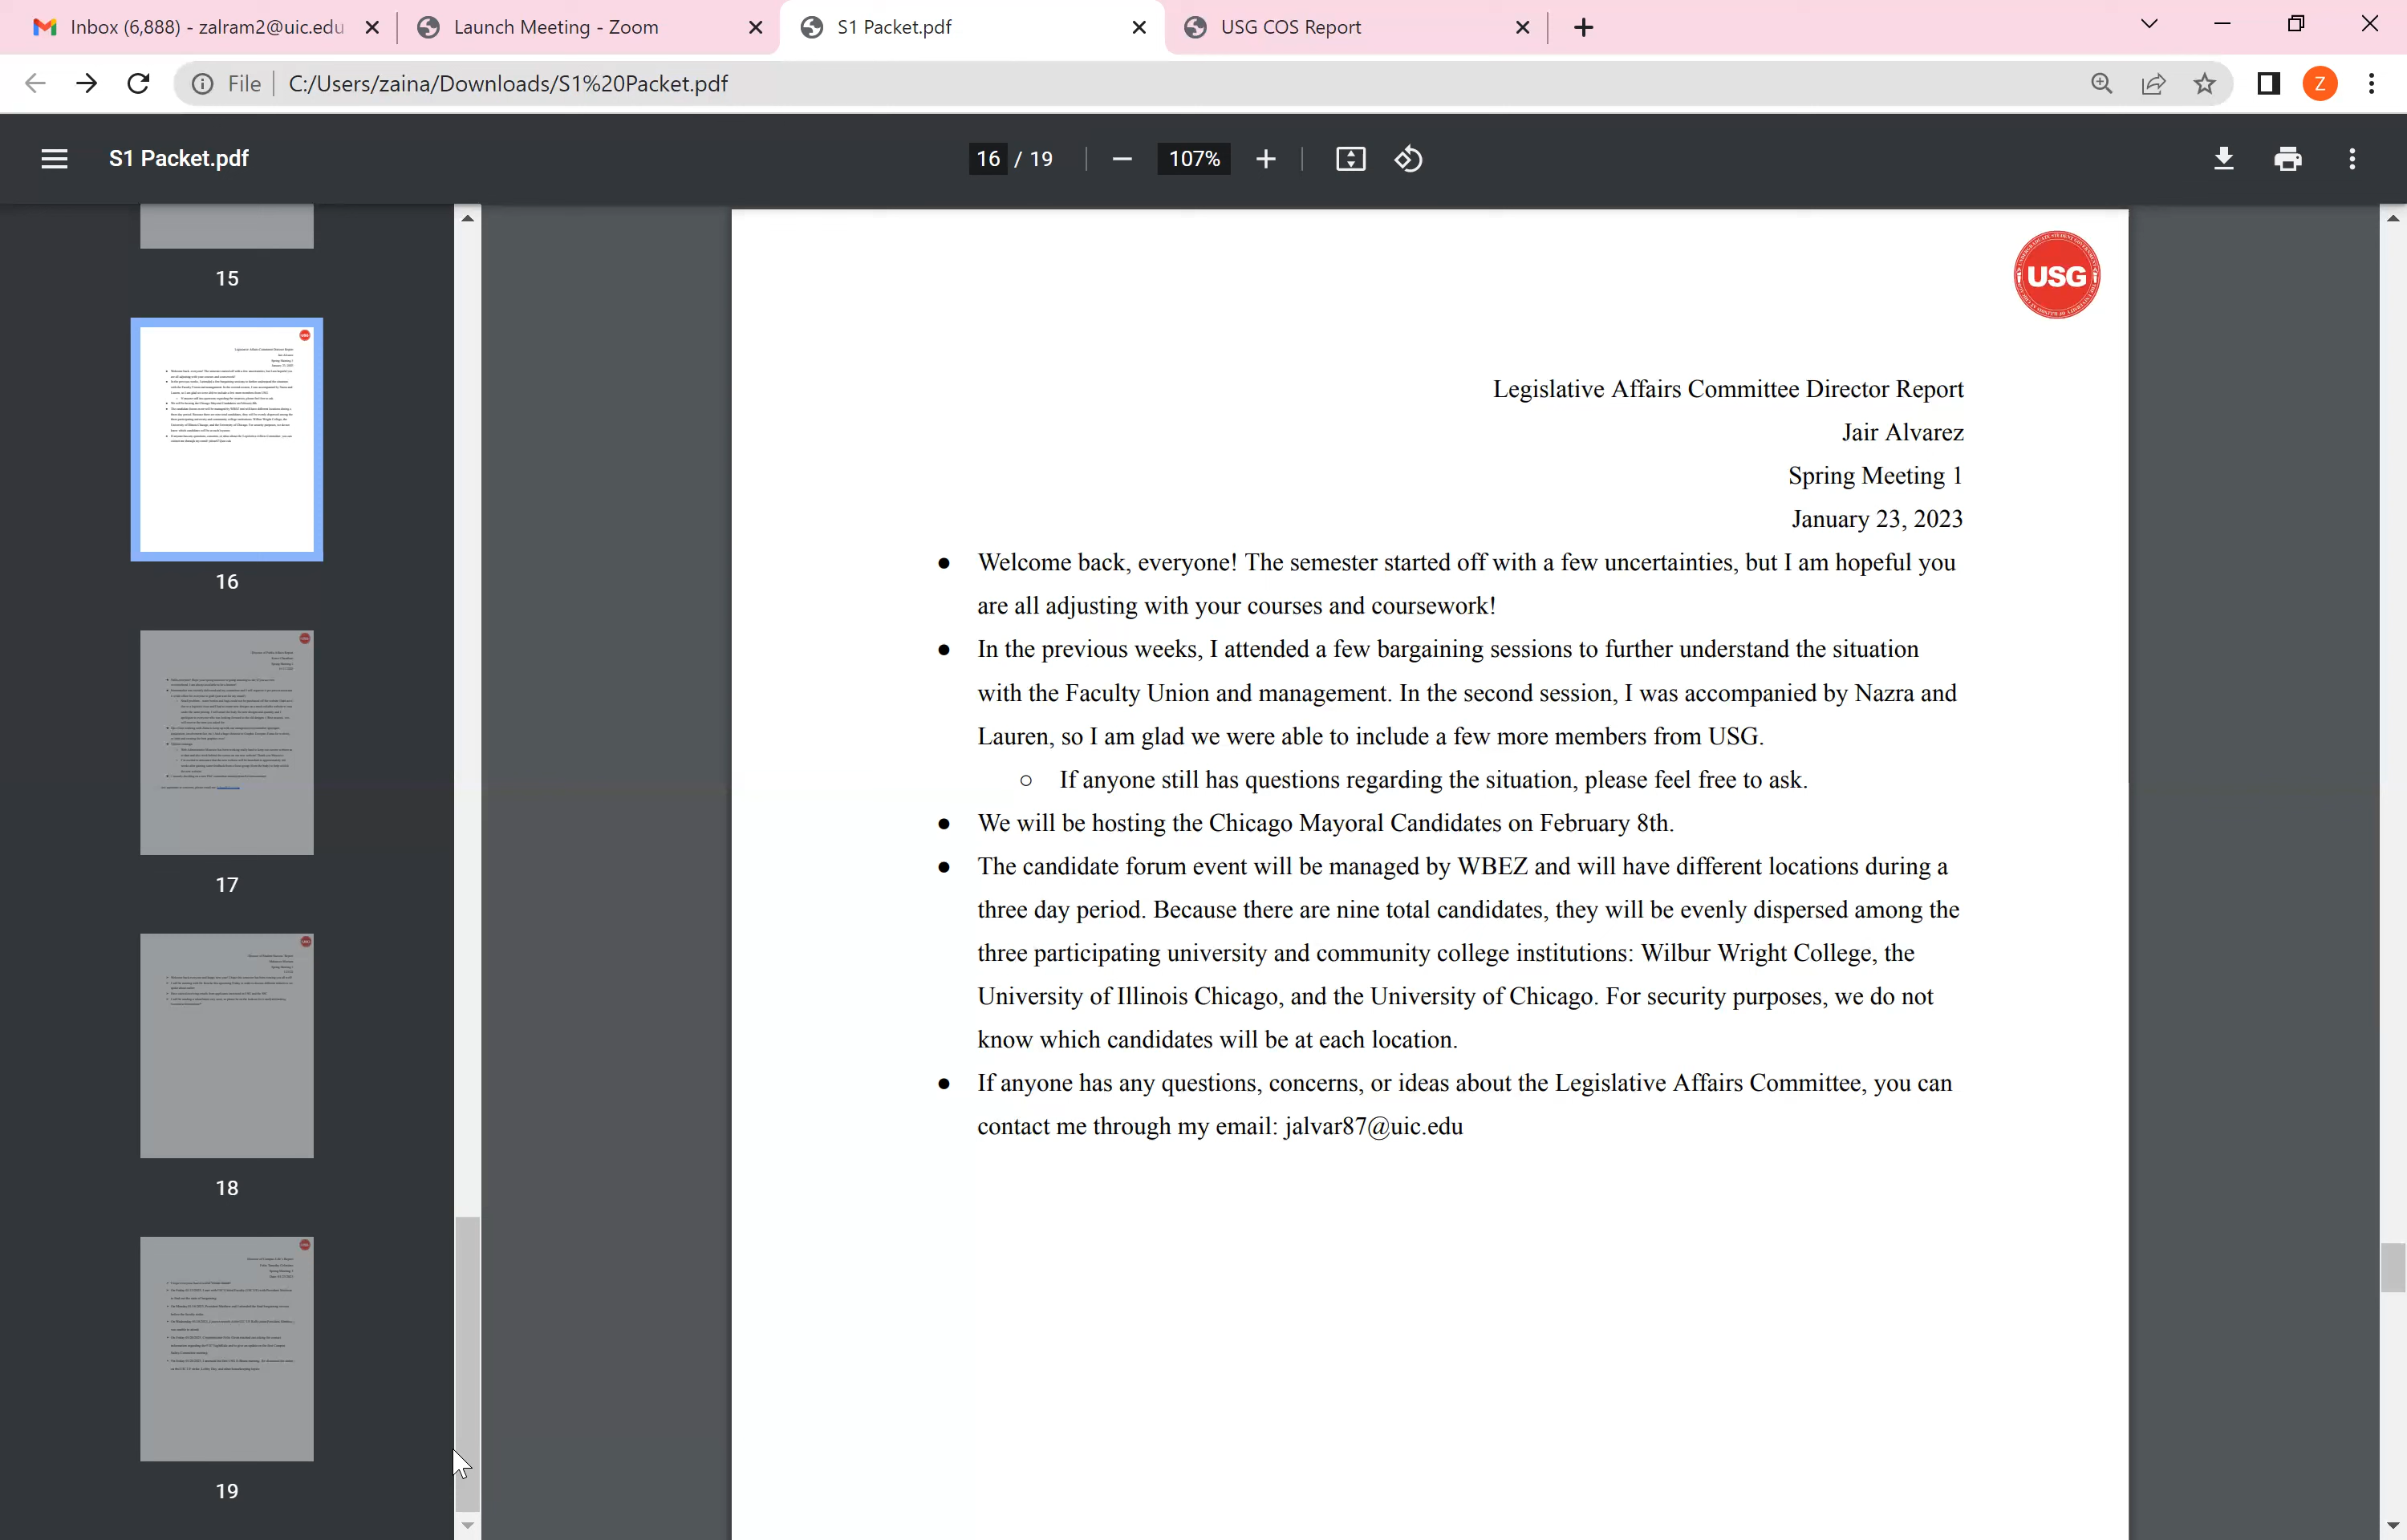 Inbox (6,888) - zalram2@uic.edu
Launch Meeting - Zoom
S1 Packet.pdf
USG COS Report
File
C:/Users/zaina/Downloads/S1%20Packet.pdf
Z
S1 Packet.pdf
16 / 19
107%
15
16
17
18
19
USG
Legislative Affairs Committee Director Report
Jair Alvarez
Spring Meeting 1
January 23, 2023
● Welcome back, everyone! The semester started off with a few uncertainties, but I am hopeful you
are all adjusting with your courses and coursework!
● In the previous weeks, I attended a few bargaining sessions to further understand the situation
with the Faculty Union and management. In the second session, I was accompanied by Nazra and
Lauren, so I am glad we were able to include a few more members from USG.
○ If anyone still has questions regarding the situation, please feel free to ask.
● We will be hosting the Chicago Mayoral Candidates on February 8th.
● The candidate forum event will be managed by WBEZ and will have different locations during a
three day period. Because there are nine total candidates, they will be evenly dispersed among the
three participating university and community college institutions: Wilbur Wright College, the
University of Illinois Chicago, and the University of Chicago. For security purposes, we do not
know which candidates will be at each location.
● If anyone has any questions, concerns, or ideas about the Legislative Affairs Committee, you can
contact me through my email: jalvar87@uic.edu